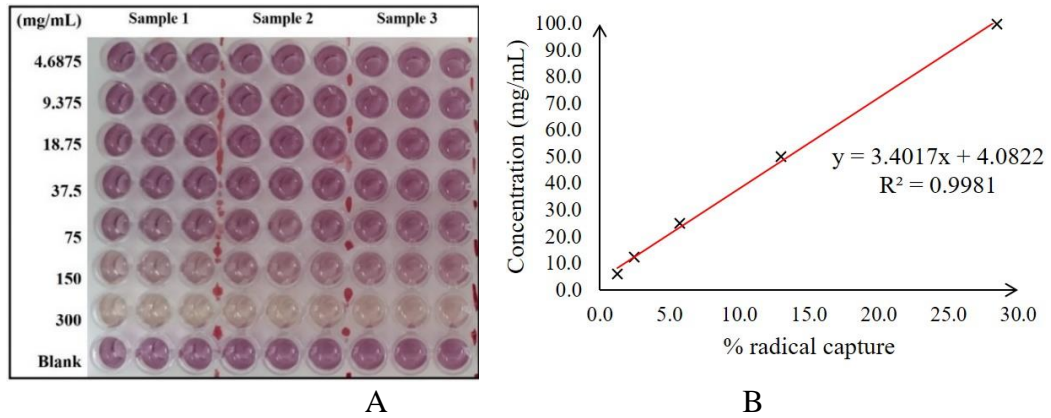 (mg/mL) Sample 1 Sample 2 Sample 3
4.6875
9.375
18.75
37.5
75
150
300
Blank
A
Concentration (mg/mL)
100.0
90.0
80.0
70.0
60.0
50.0
40.0
30.0
20.0
10.0
0.0
y = 3.4017x + 4.0822
R² = 0.9981
0.0 5.0 10.0 15.0 20.0 25.0 30.0
% radical capture
B